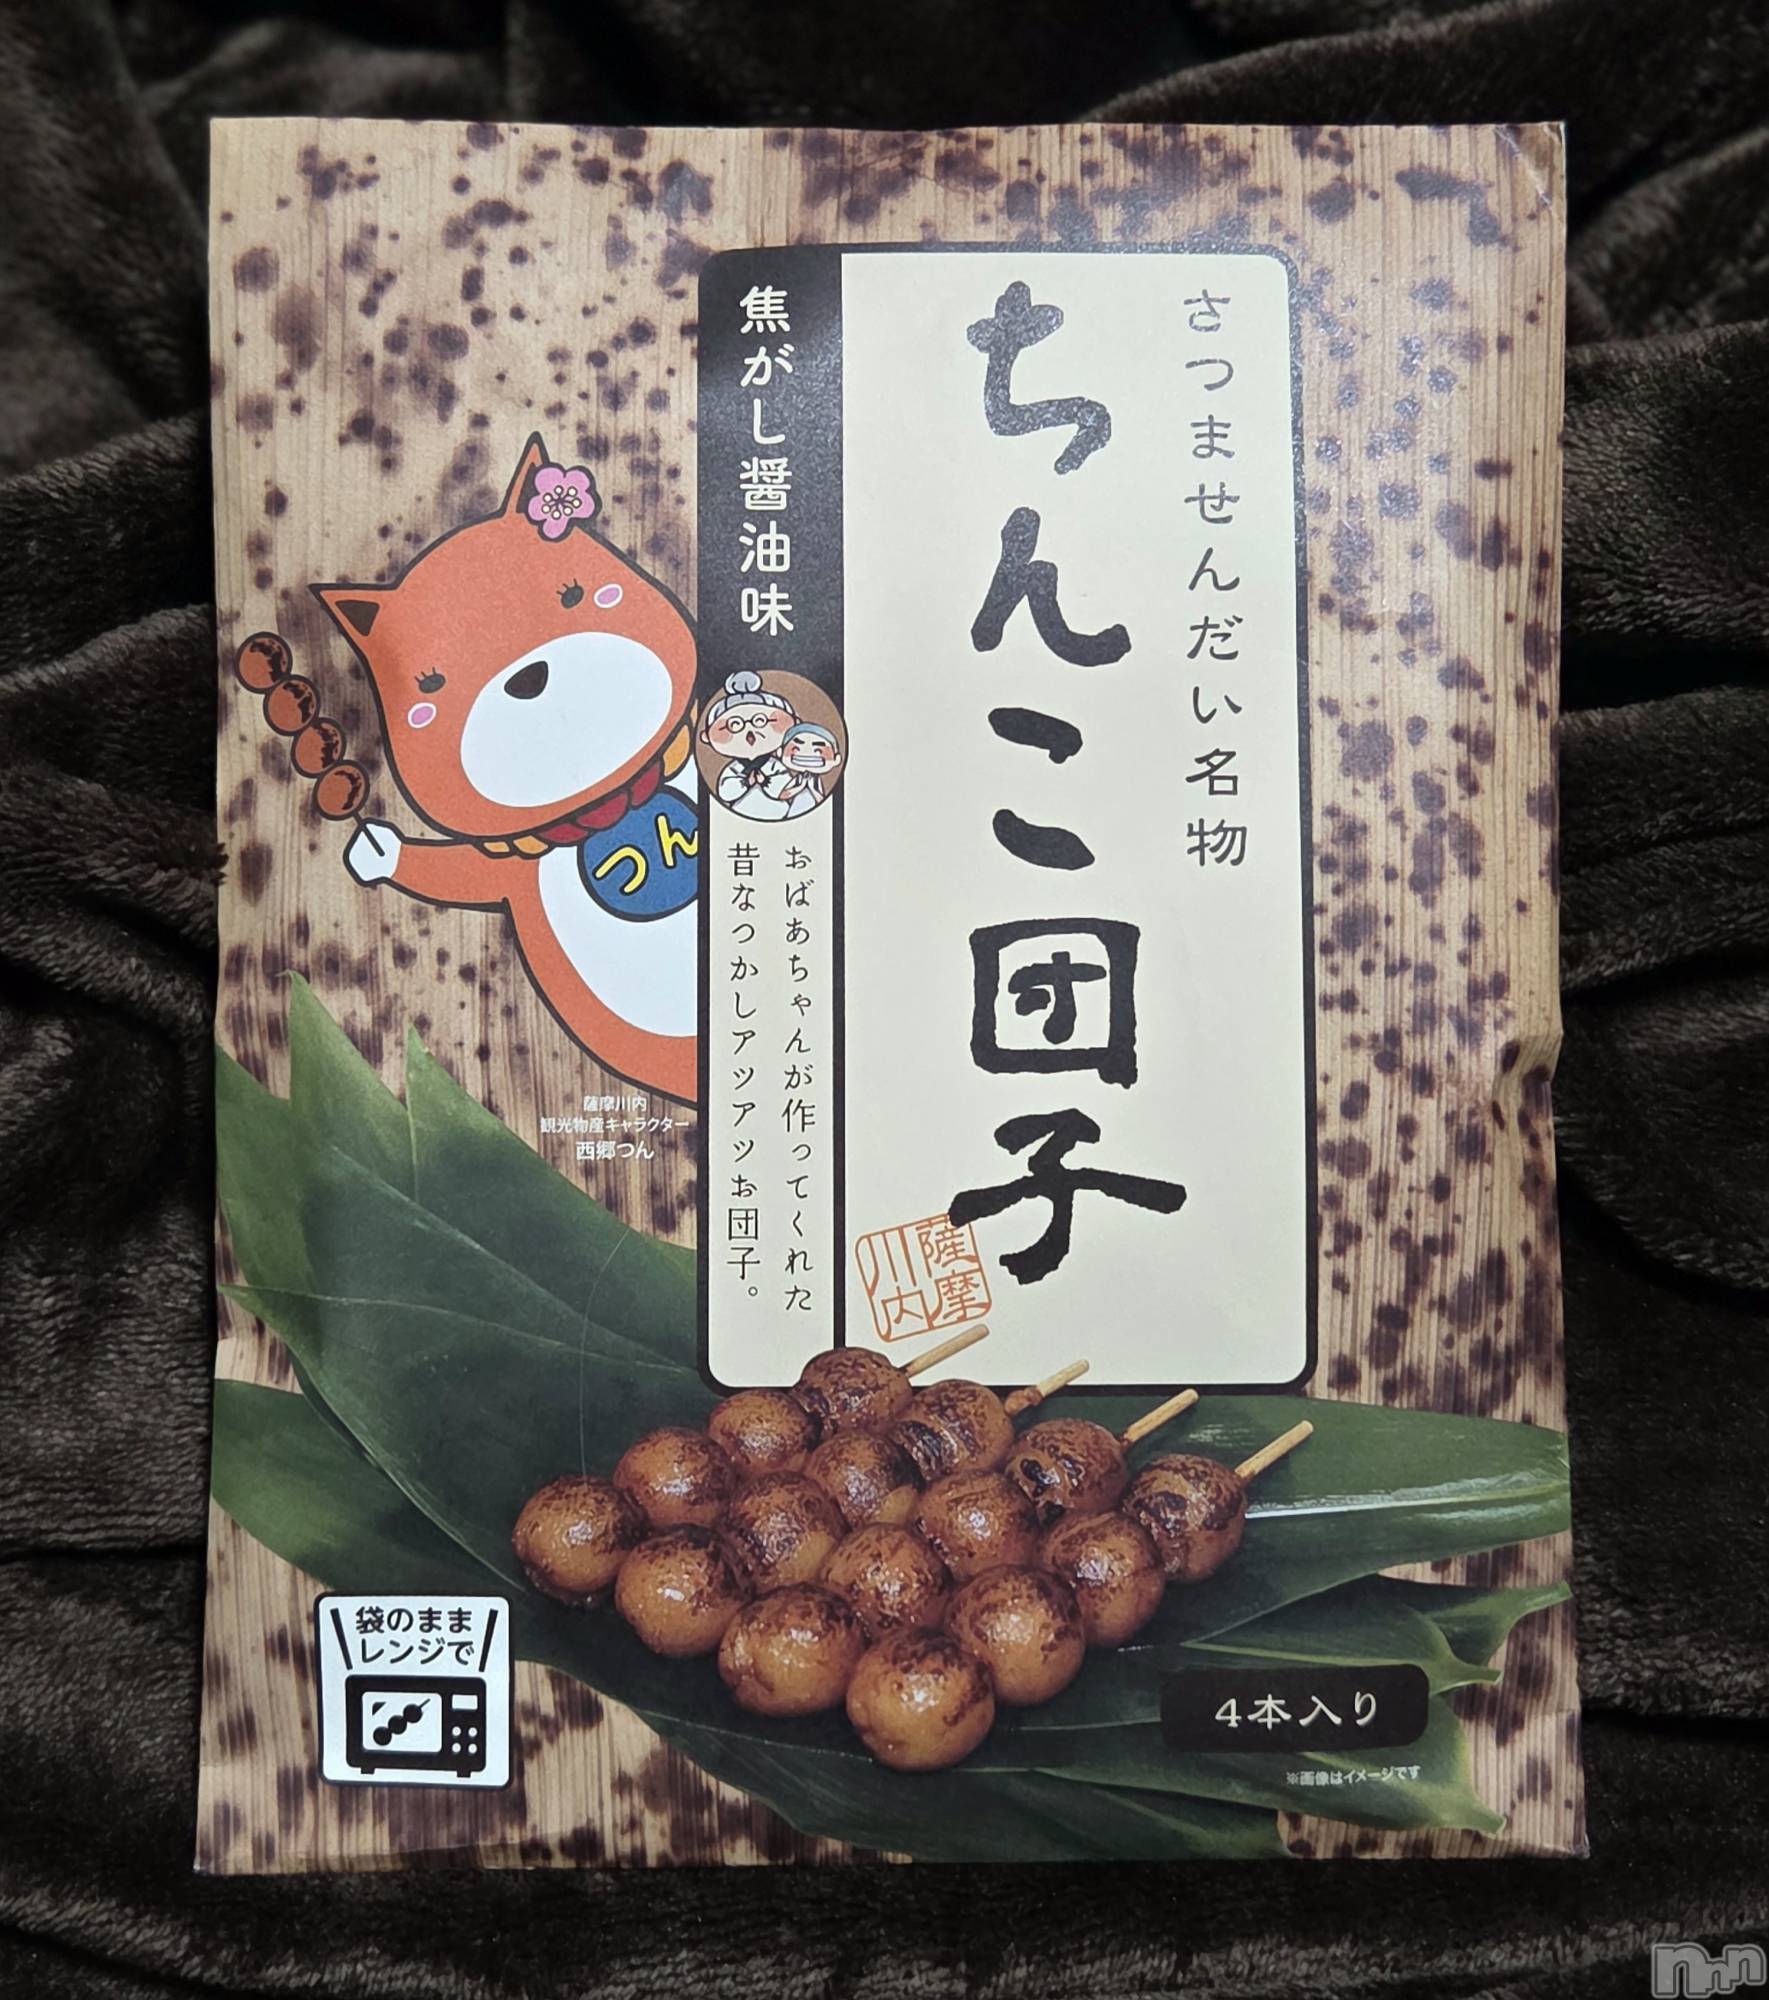 さつませんだい名物
ちんこ団子
薩摩
川内
焦がし醤油味
おばあちゃんが作ってくれた
昔なつかしアツアツお団子。
つん
薩摩川内
観光物産キャラクター
西郷つん
袋のまま
レンジで
4本入り
※画像はイメージです